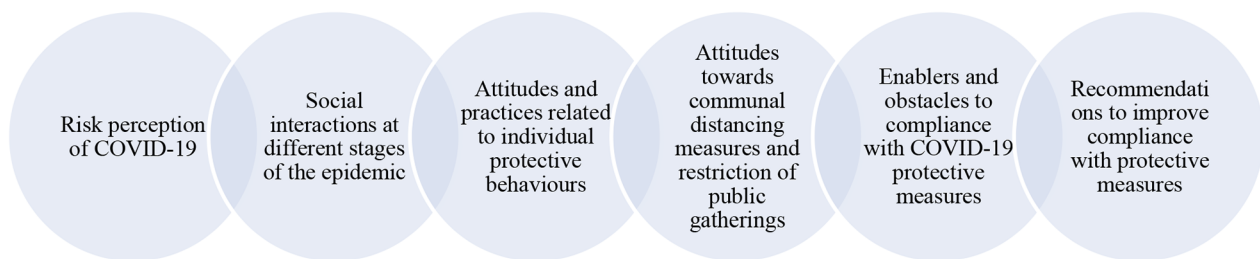 Risk perception
of COVID-19
Social
interactions at
different stages
of the epidemic
Attitudes and
practices related
to individual
protective
behaviours
Attitudes
towards
communal
distancing
measures and
restriction of
public
gatherings
Enablers and
obstacles to
compliance
with COVID-19
protective
measures
Recommendati
ons to improve
compliance
with protective
measures